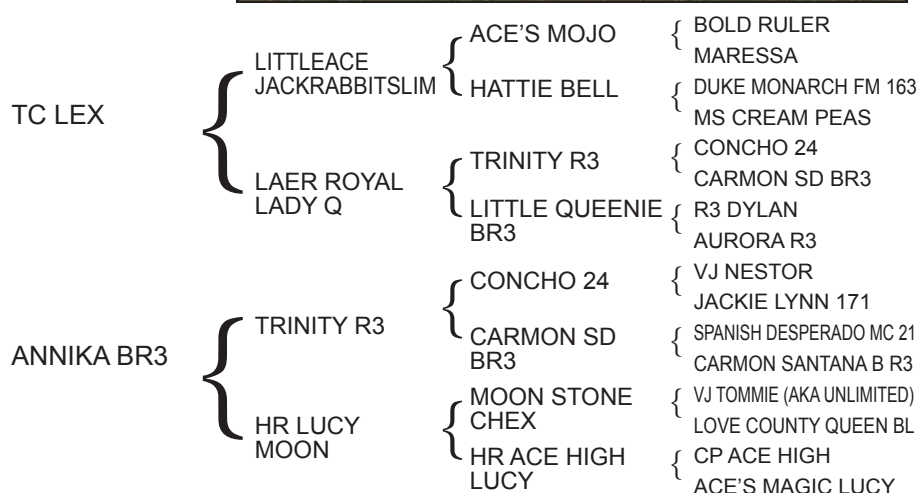 TC LEX
LITTLEACE
JACKRABBITSLIM
ACE'S MOJO
BOLD RULER
MARESSA
HATTIE BELL
DUKE MONARCH FM 163
MS CREAM PEAS
LAER ROYAL
LADY Q
TRINITY R3
CONCHO 24
CARMON SD BR3
LITTLE QUEENIE
BR3
R3 DYLAN
AURORA R3
ANNIKA BR3
TRINITY R3
CONCHO 24
VJ NESTOR
JACKIE LYNN 171
CARMON SD
BR3
SPANISH DESPERADO MC 21
CARMON SANTANA B R3
HR LUCY
MOON
MOON STONE
CHEX
VJ TOMMIE (AKA UNLIMITED)
LOVE COUNTY QUEEN BL
HR ACE HIGH
LUCY
CP ACE HIGH
ACE'S MAGIC LUCY